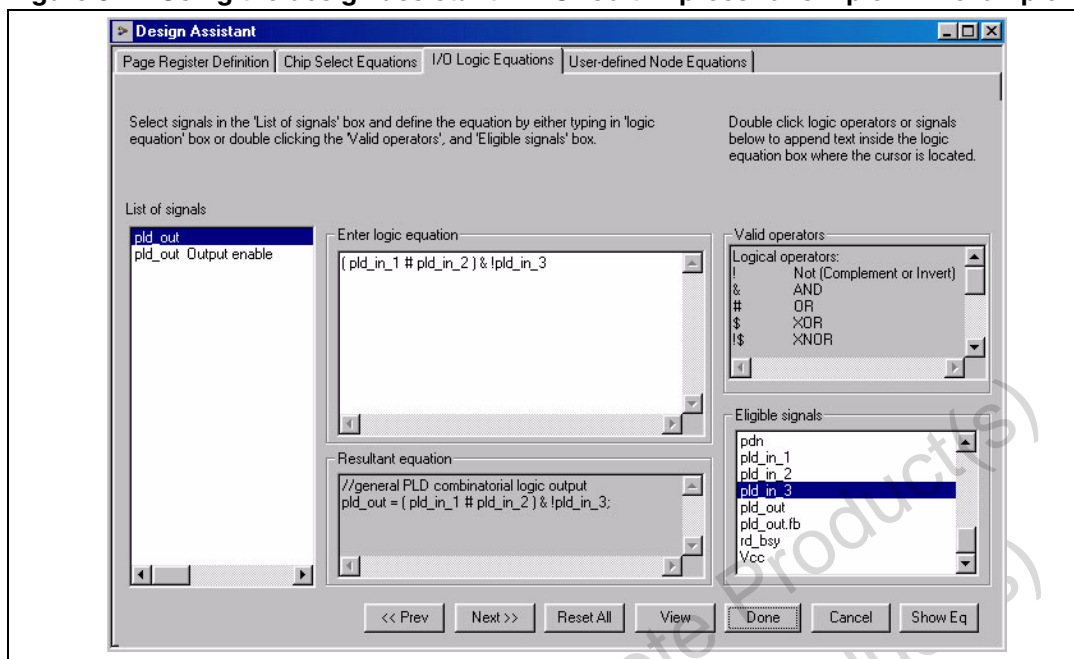 Design Assistant
Page Register Definition
Chip Select Equations
I/O Logic Equations
User-defined Node Equations
Select signals in the 'List of signals' box and define the equation by either typing in 'logic
equation' box or double clicking the 'Valid operators', and 'Eligible signals' box.
Double click logic operators or signals
below to append text inside the logic
equation box where the cursor is located.
List of signals
pld_out
pld_out Output enable
Enter logic equation
( pld_in_1 # pld_in_2 ) & !pld_in_3
Resultant equation
//general PLD combinatorial logic output
pld_out = ( pld_in_1 # pld_in_2 ) & !pld_in_3;
Valid operators
Logical operators:
! Not (Complement or Invert)
& AND
# OR
$ XOR
!$ XNOR
Eligible signals
pdn
pld_in_1
pld_in_2
pld_in_3
pld_out
pld_out.fb
rd_bsy
Vcc
<< Prev
Next >>
Reset All
View
Done
Cancel
Show Eq